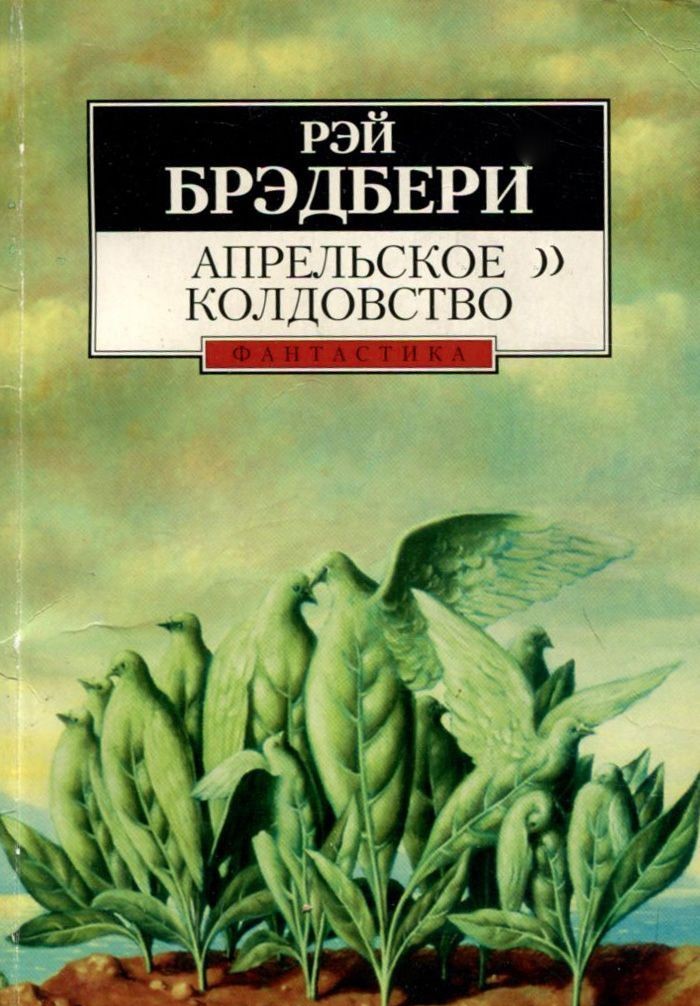 РЭЙ
БРЭДБЕРИ
АПРЕЛЬСКОЕ
КОЛДОВСТВО
ФАНТАСТИКА